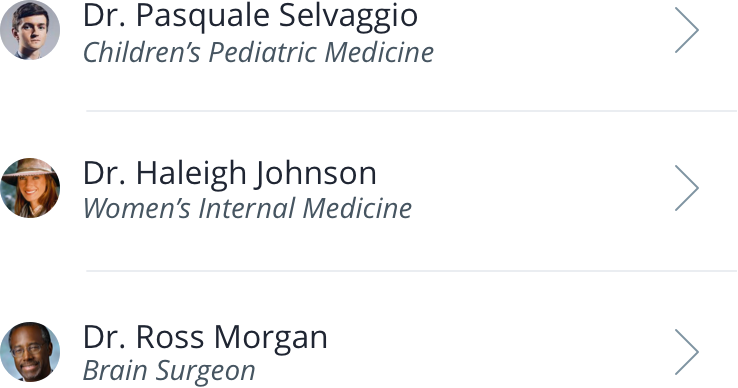 Dr. Pasquale Selvaggio
Children’s Pediatric Medicine
Dr. Haleigh Johnson
Women’s Internal Medicine
Dr. Ross Morgan
Brain Surgeon